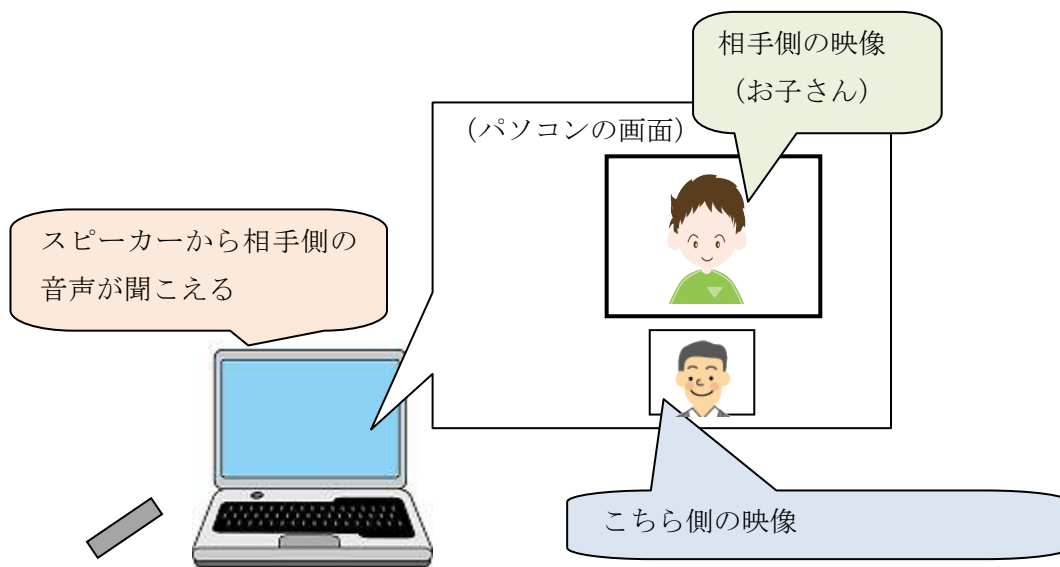 相手側の映像
（お子さん）
（パソコンの画面）
スピーカーから相手側の
音声が聞こえる
こちら側の映像